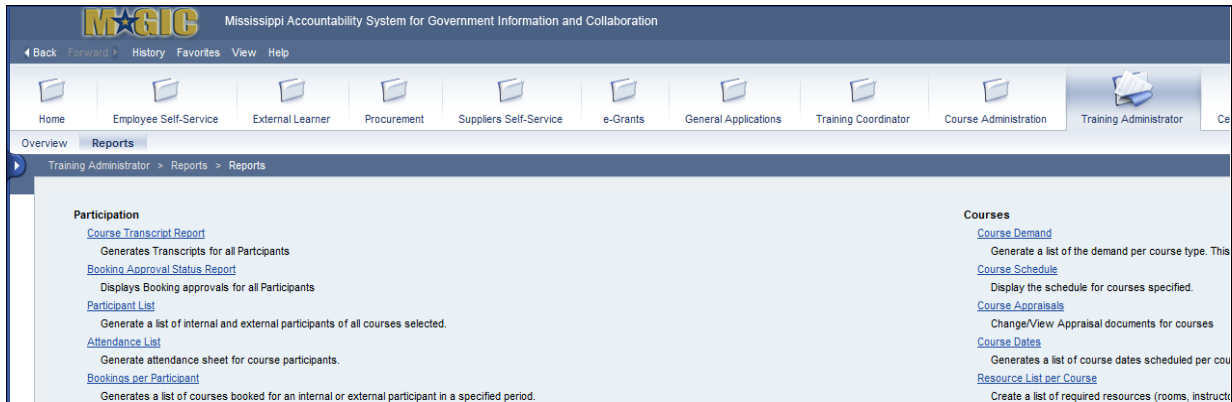 MAGIC Mississippi Accountability System for Government Information and Collaboration
Back Forward History Favorites View Help
Home Employee Self-Service External Learner Procurement Suppliers Self-Service e-Grants General Applications Training Coordinator Course Administration Training Administrator Ce
Overview Reports
Training Administrator > Reports > Reports
Participation
Course Transcript Report
Generates Transcripts for all Partcipants
Booking Approval Status Report
Displays Booking approvals for all Participants
Participant List
Generate a list of internal and external participants of all courses selected.
Attendance List
Generate attendance sheet for course participants.
Bookings per Participant
Generates a list of courses booked for an internal or external participant in a specified period.
Courses
Course Demand
Generate a list of the demand per course type. This
Course Schedule
Display the schedule for courses specified.
Course Appraisals
Change/View Appraisal documents for courses
Course Dates
Generates a list of course dates scheduled per cou
Resource List per Course
Create a list of required resources (rooms, instructo